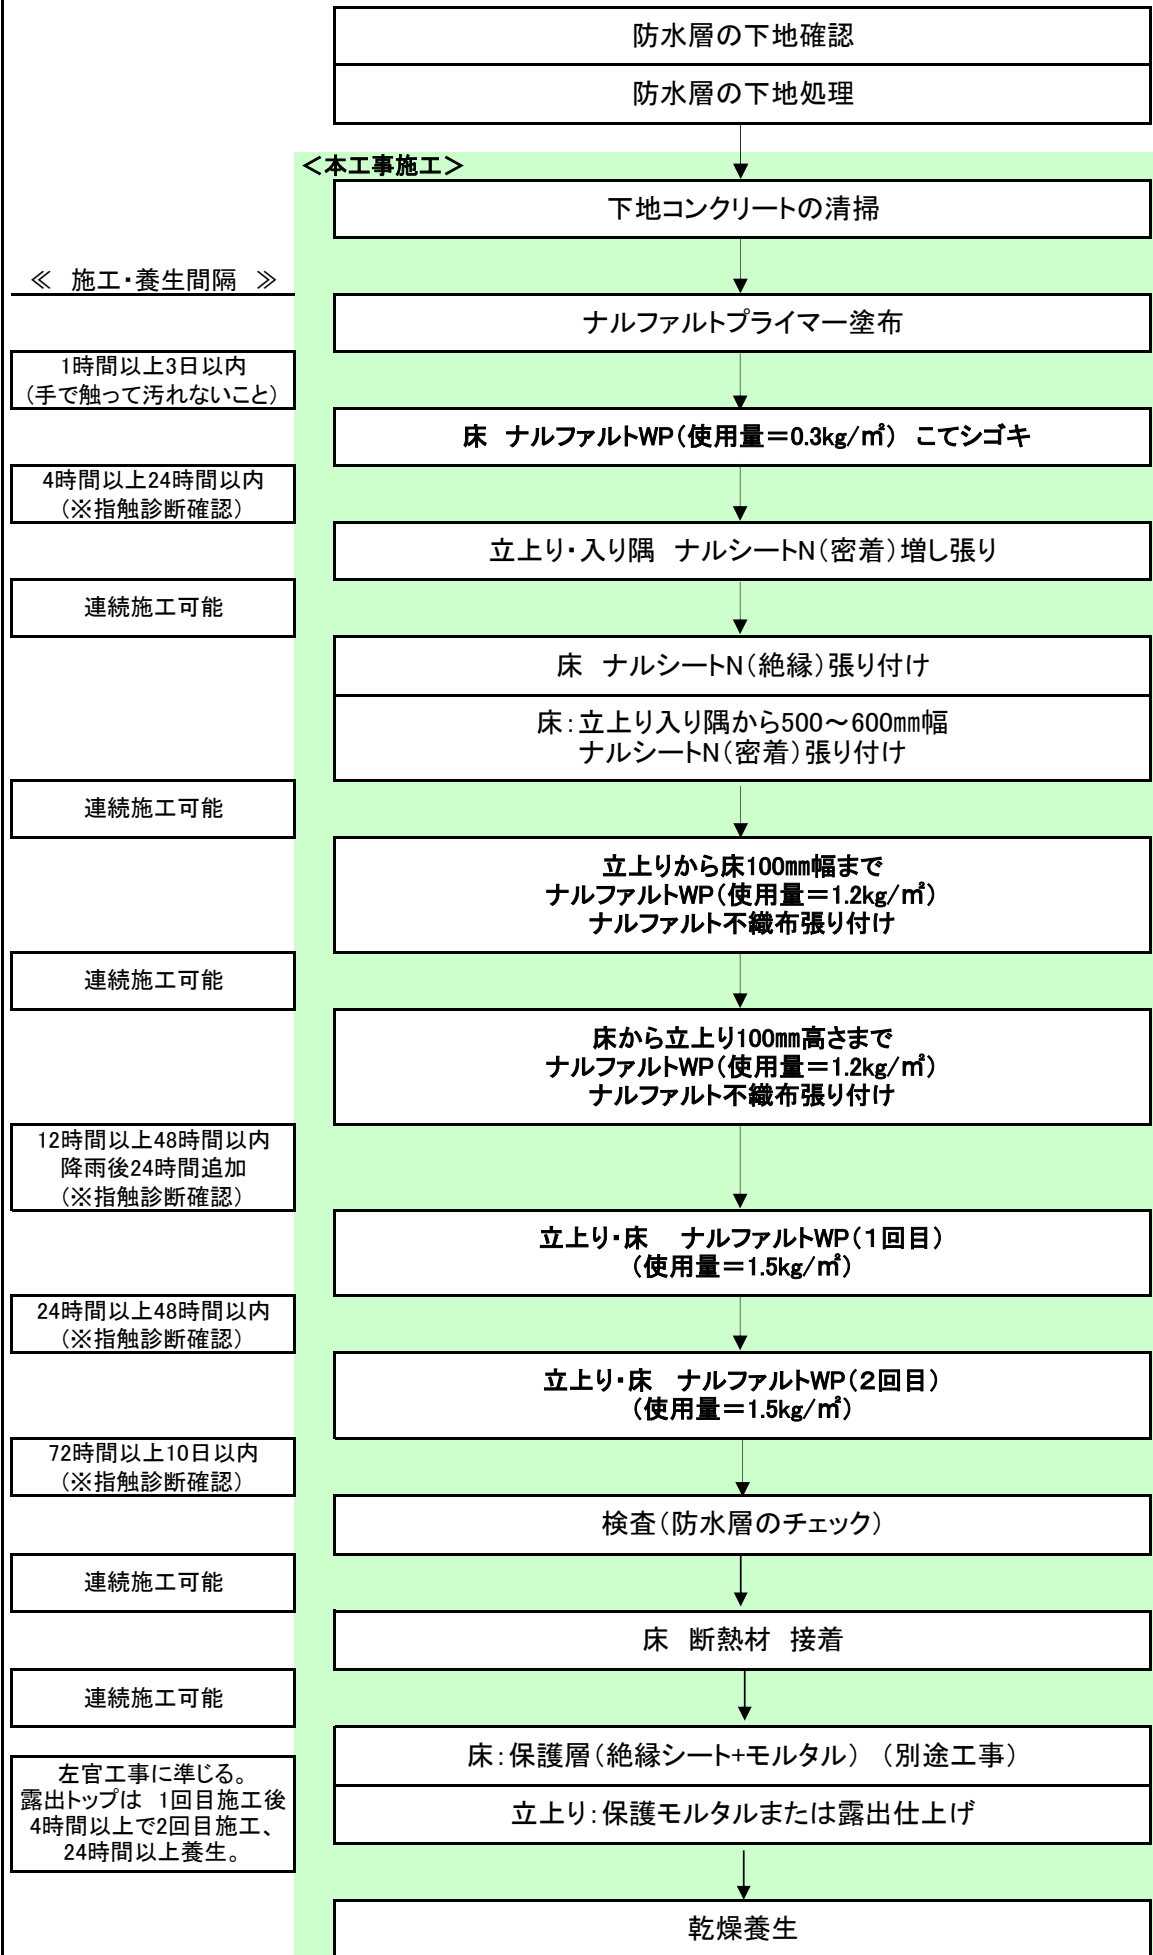 防水層の下地確認
防水層の下地処理
＜本工事施工＞
下地コンクリートの清掃
≪　施工・養生間隔　≫
ナルファルトプライマー塗布
1時間以上3日以内
（手で触って汚れないこと）
床　ナルファルトWP（使用量＝0.3kg/㎡）　こてシゴキ
4時間以上24時間以内
（※指触診断確認）
立上り・入り隅　ナルシートN（密着）増し張り
連続施工可能
床　ナルシートN（絶縁）張り付け
床：立上り入り隅から500～600㎜幅
ナルシートN（密着）張り付け
連続施工可能
立上りから床100㎜幅まで
ナルファルトWP（使用量＝1.2kg/㎡）
ナルファルト不織布張り付け
連続施工可能
床から立上り100㎜高さまで
ナルファルトWP（使用量＝1.2kg/㎡）
ナルファルト不織布張り付け
12時間以上48時間以内
降雨後24時間追加
（※指触診断確認）
立上り・床　ナルファルトWP（１回目）
（使用量＝1.5kg/㎡）
24時間以上48時間以内
（※指触診断確認）
立上り・床　ナルファルトWP（２回目）
（使用量＝1.5kg/㎡）
72時間以上10日以内
（※指触診断確認）
検査（防水層のチェック）
連続施工可能
床　断熱材　接着
連続施工可能
床：保護層（絶縁シート+モルタル）　（別途工事）
立上り：保護モルタルまたは露出仕上げ
左官工事に準じる。
露出トップは　1回目施工後
4時間以上で2回目施工、
24時間以上養生。
乾燥養生